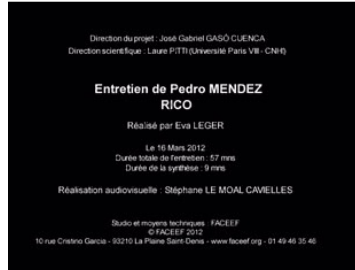 Direction du projet : José Gabriel GASÓ CUENCA
Direction scientifique : Laure PITTI (Université Paris VIII - CNH)
Entretien de Pedro MENDEZ
RICO
Réalisé par Eva LEGER
Le 16 Mars 2012
Durée totale de l'entretien : 57 mns
Durée de la synthèse : 9 mns
Réalisation audiovisuelle : Stéphane LE MOAL CAVIELLES
Studio et moyens techniques : FACEEF
© FACEEF 2012
10 rue Cristino Garcia - 93210 La Plaine Saint-Denis - www.faceef.org - 01 49 46 35 46